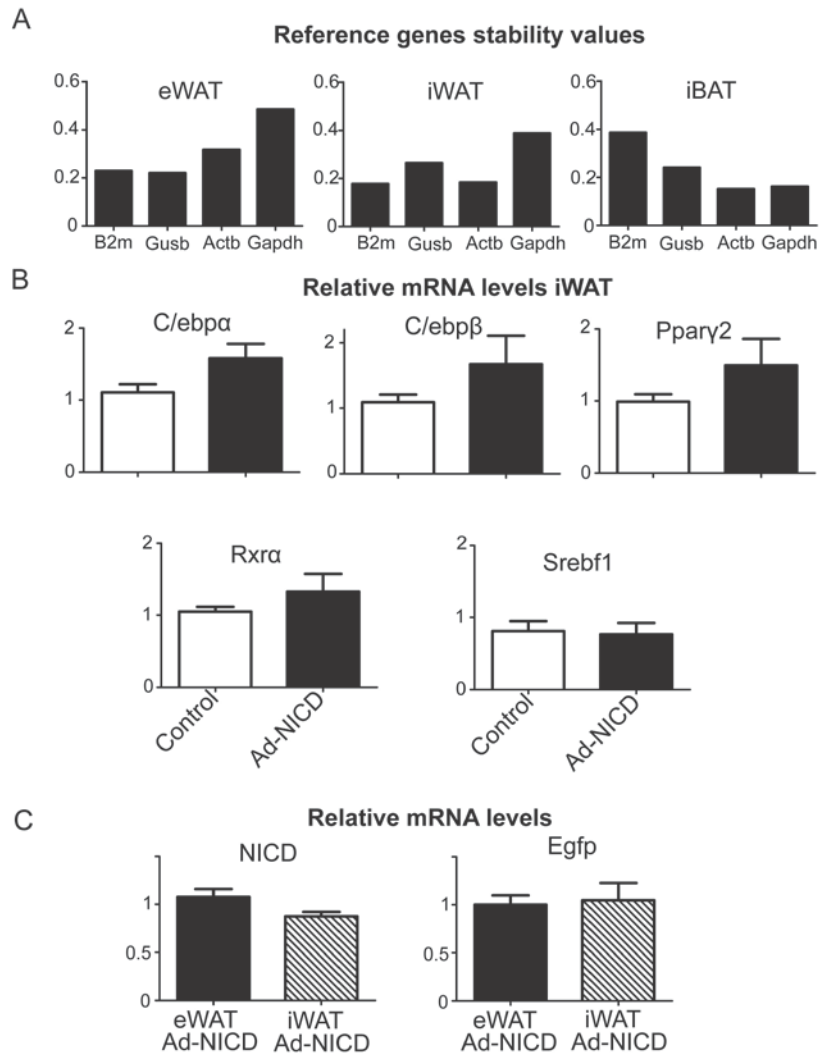 A
Reference genes stability values
eWAT
iWAT
iBAT
0.6
0.4
0.2
0
B2m Gusb Actb Gapdh
0.6
0.4
0.2
0
B2m Gusb Actb Gapdh
0.6
0.4
0.2
0
B2m Gusb Actb Gapdh
B
Relative mRNA levels iWAT
C/ebpα
2
1
0
C/ebpβ
2
1
0
Pparγ2
2
1
0
Rxrα
2
1
0
Control
Ad-NICD
Srebf1
2
1
0
Control
Ad-NICD
C
Relative mRNA levels
NICD
1.5
1
0.5
0
eWAT iWAT
Ad-NICD Ad-NICD
Egfp
1.5
1
0.5
0
eWAT iWAT
Ad-NICD Ad-NICD